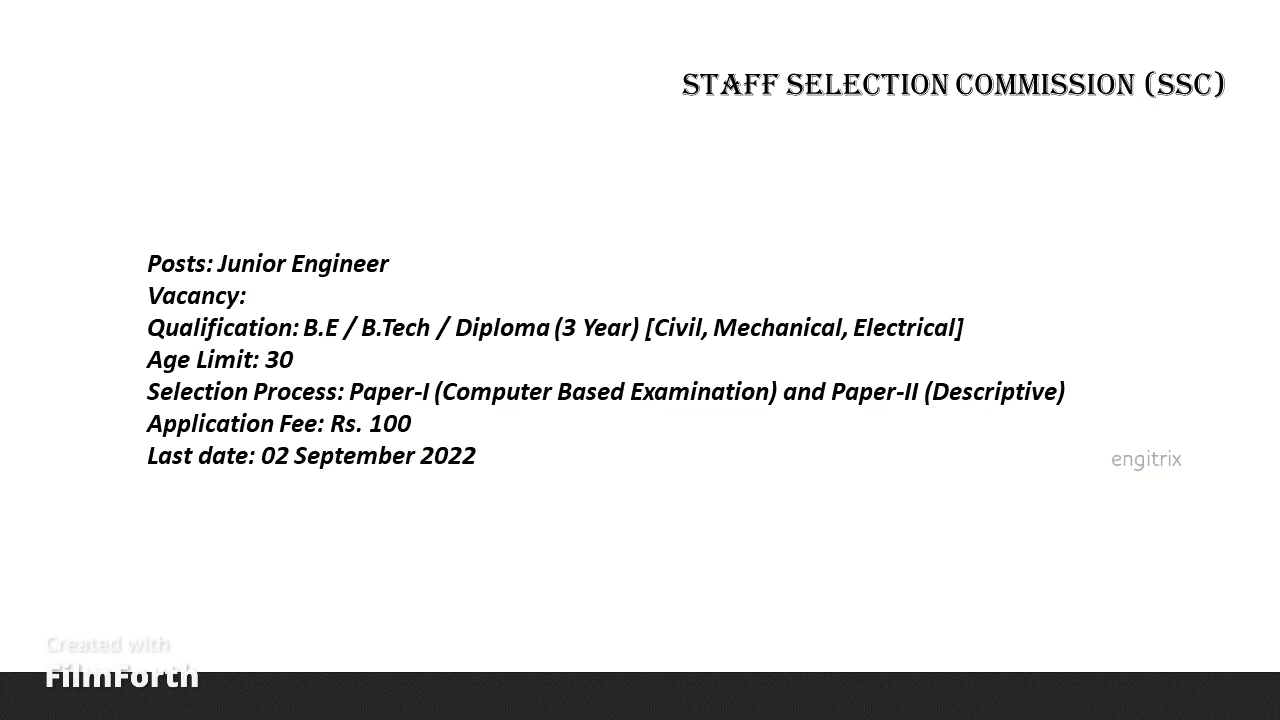 STAFF SELECTION COMMISSION (SSC)
Posts: Junior Engineer
Vacancy:
Qualification: B.E / B.Tech / Diploma (3 Year) [Civil, Mechanical, Electrical]
Age Limit: 30
Selection Process: Paper-I (Computer Based Examination) and Paper-II (Descriptive)
Application Fee: Rs. 100
Last date: 02 September 2022
engitrix
Created with
FilmForth